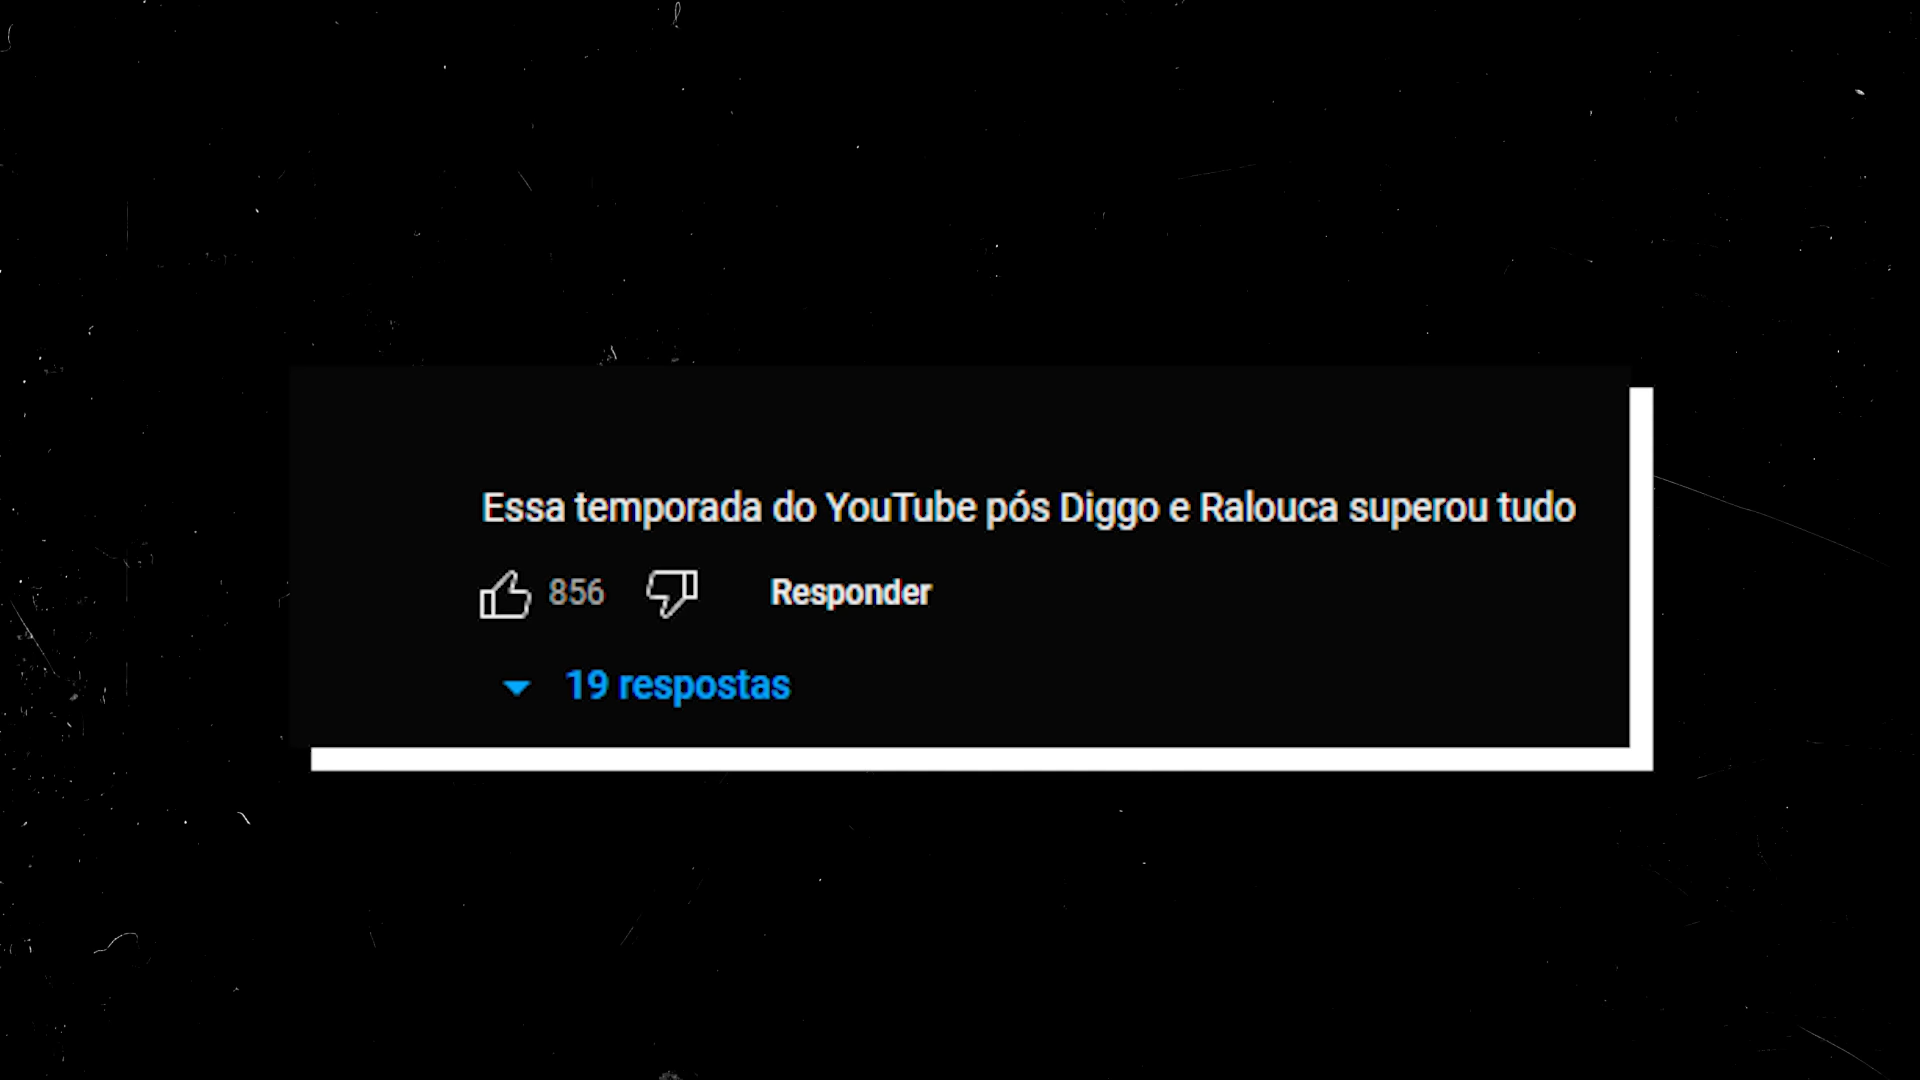 Essa temporada do YouTube pós Diggo e Ralouca superou tudo
856 Responder
19 respostas